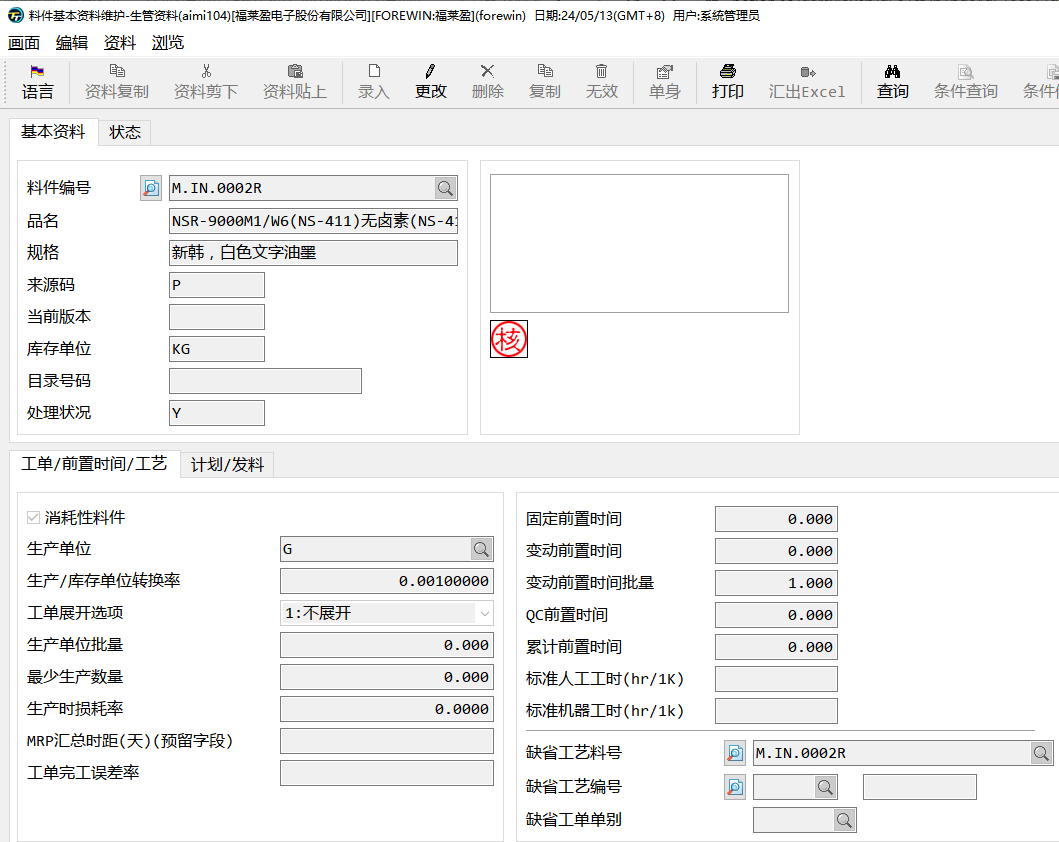 料件基本资料维护-生管资料(aimi104)[福莱盈电子股份有限公司][FOREWIN:福莱盈](forewin) 日期:24/05/13(GMT+8) 用户:系統管理员
画面 编辑 资料 浏览
语言 资料复制 资料剪下 资料贴上 录入 更改 删除 复制 无效 单身 打印 汇出Excel 查询 条件查询
基本资料 状态
料件编号 M.IN.0002R
品名 NSR-9000M1/W6(NS-411)无卤素(NS-41
规格 新韩，白色文字油墨
来源码 P
当前版本
库存单位 KG
目录号码
处理状况 Y
核
工单/前置时间/工艺 计划/发料
消耗性料件
生产单位 G
生产/库存单位转换率 0.00100000
工单展开选项 1:不展开
生产单位批量 0.000
最少生产数量 0.000
生产时损耗率 0.0000
MRP汇总时距(天)(预留字段)
工单完工误差率
固定前置时间 0.000
变动前置时间 0.000
变动前置时间批量 1.000
QC前置时间 0.000
累计前置时间 0.000
标准人工工时(hr/1K)
标准机器工时(hr/1k)
缺省工艺料号 M.IN.0002R
缺省工艺编号
缺省工单单别